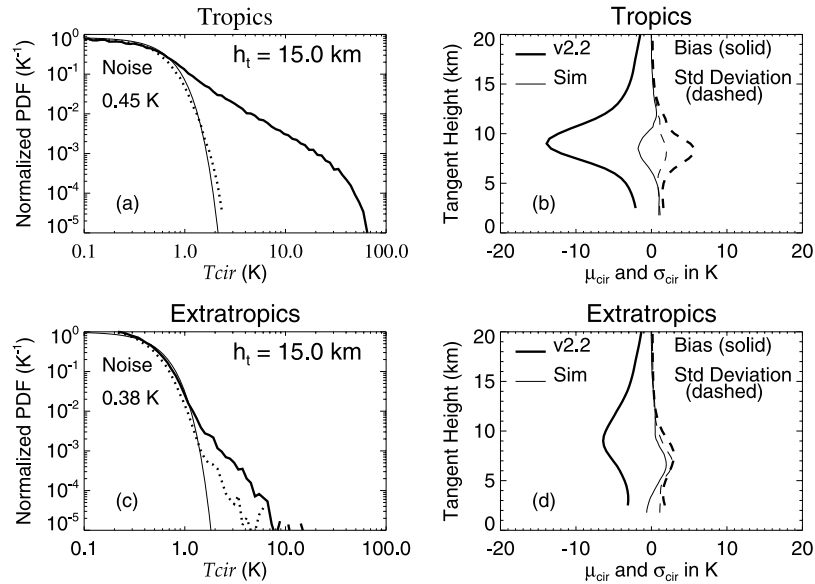 Tropics
Normalized PDF (K⁻¹)
10⁰
10⁻¹
10⁻²
10⁻³
10⁻⁴
10⁻⁵
Noise
0.45 K
hₜ = 15.0 km
(a)
0.1 1.0 10.0 100.0
Tcir (K)
Tropics
Tangent Height (km)
20
15
10
5
0
v2.2
Sim
Bias (solid)
Std Deviation
(dashed)
(b)
-20 -10 0 10 20
μcir and σcir in K
Extratropics
Normalized PDF (K⁻¹)
10⁰
10⁻¹
10⁻²
10⁻³
10⁻⁴
10⁻⁵
Noise
0.38 K
hₜ = 15.0 km
(c)
0.1 1.0 10.0 100.0
Tcir (K)
Extratropics
Tangent Height (km)
20
15
10
5
0
v2.2
Sim
Bias (solid)
Std Deviation
(dashed)
(d)
-20 -10 0 10 20
μcir and σcir in K